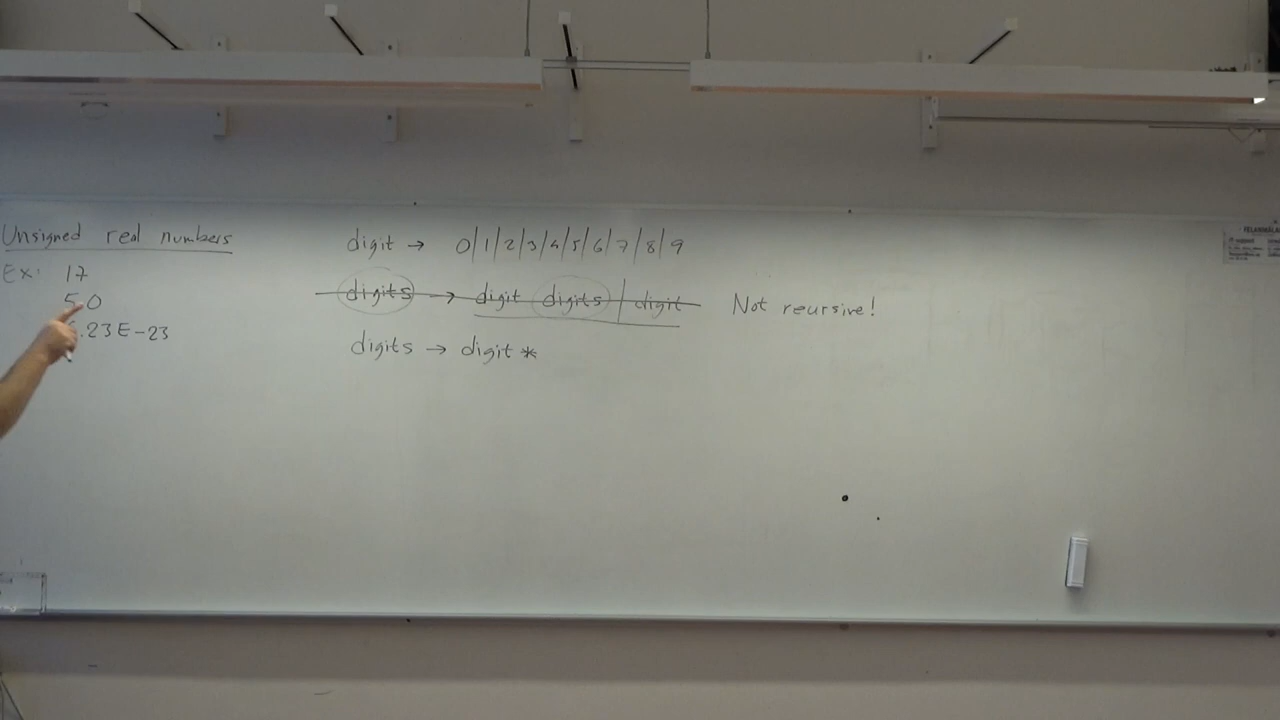 Unsigned real numbers
Ex: 17
5.0
.23E-23
digit → 0|1|2|3|4|5|6|7|8|9
digits → digit digits | digit Not reursive!
digits → digit *